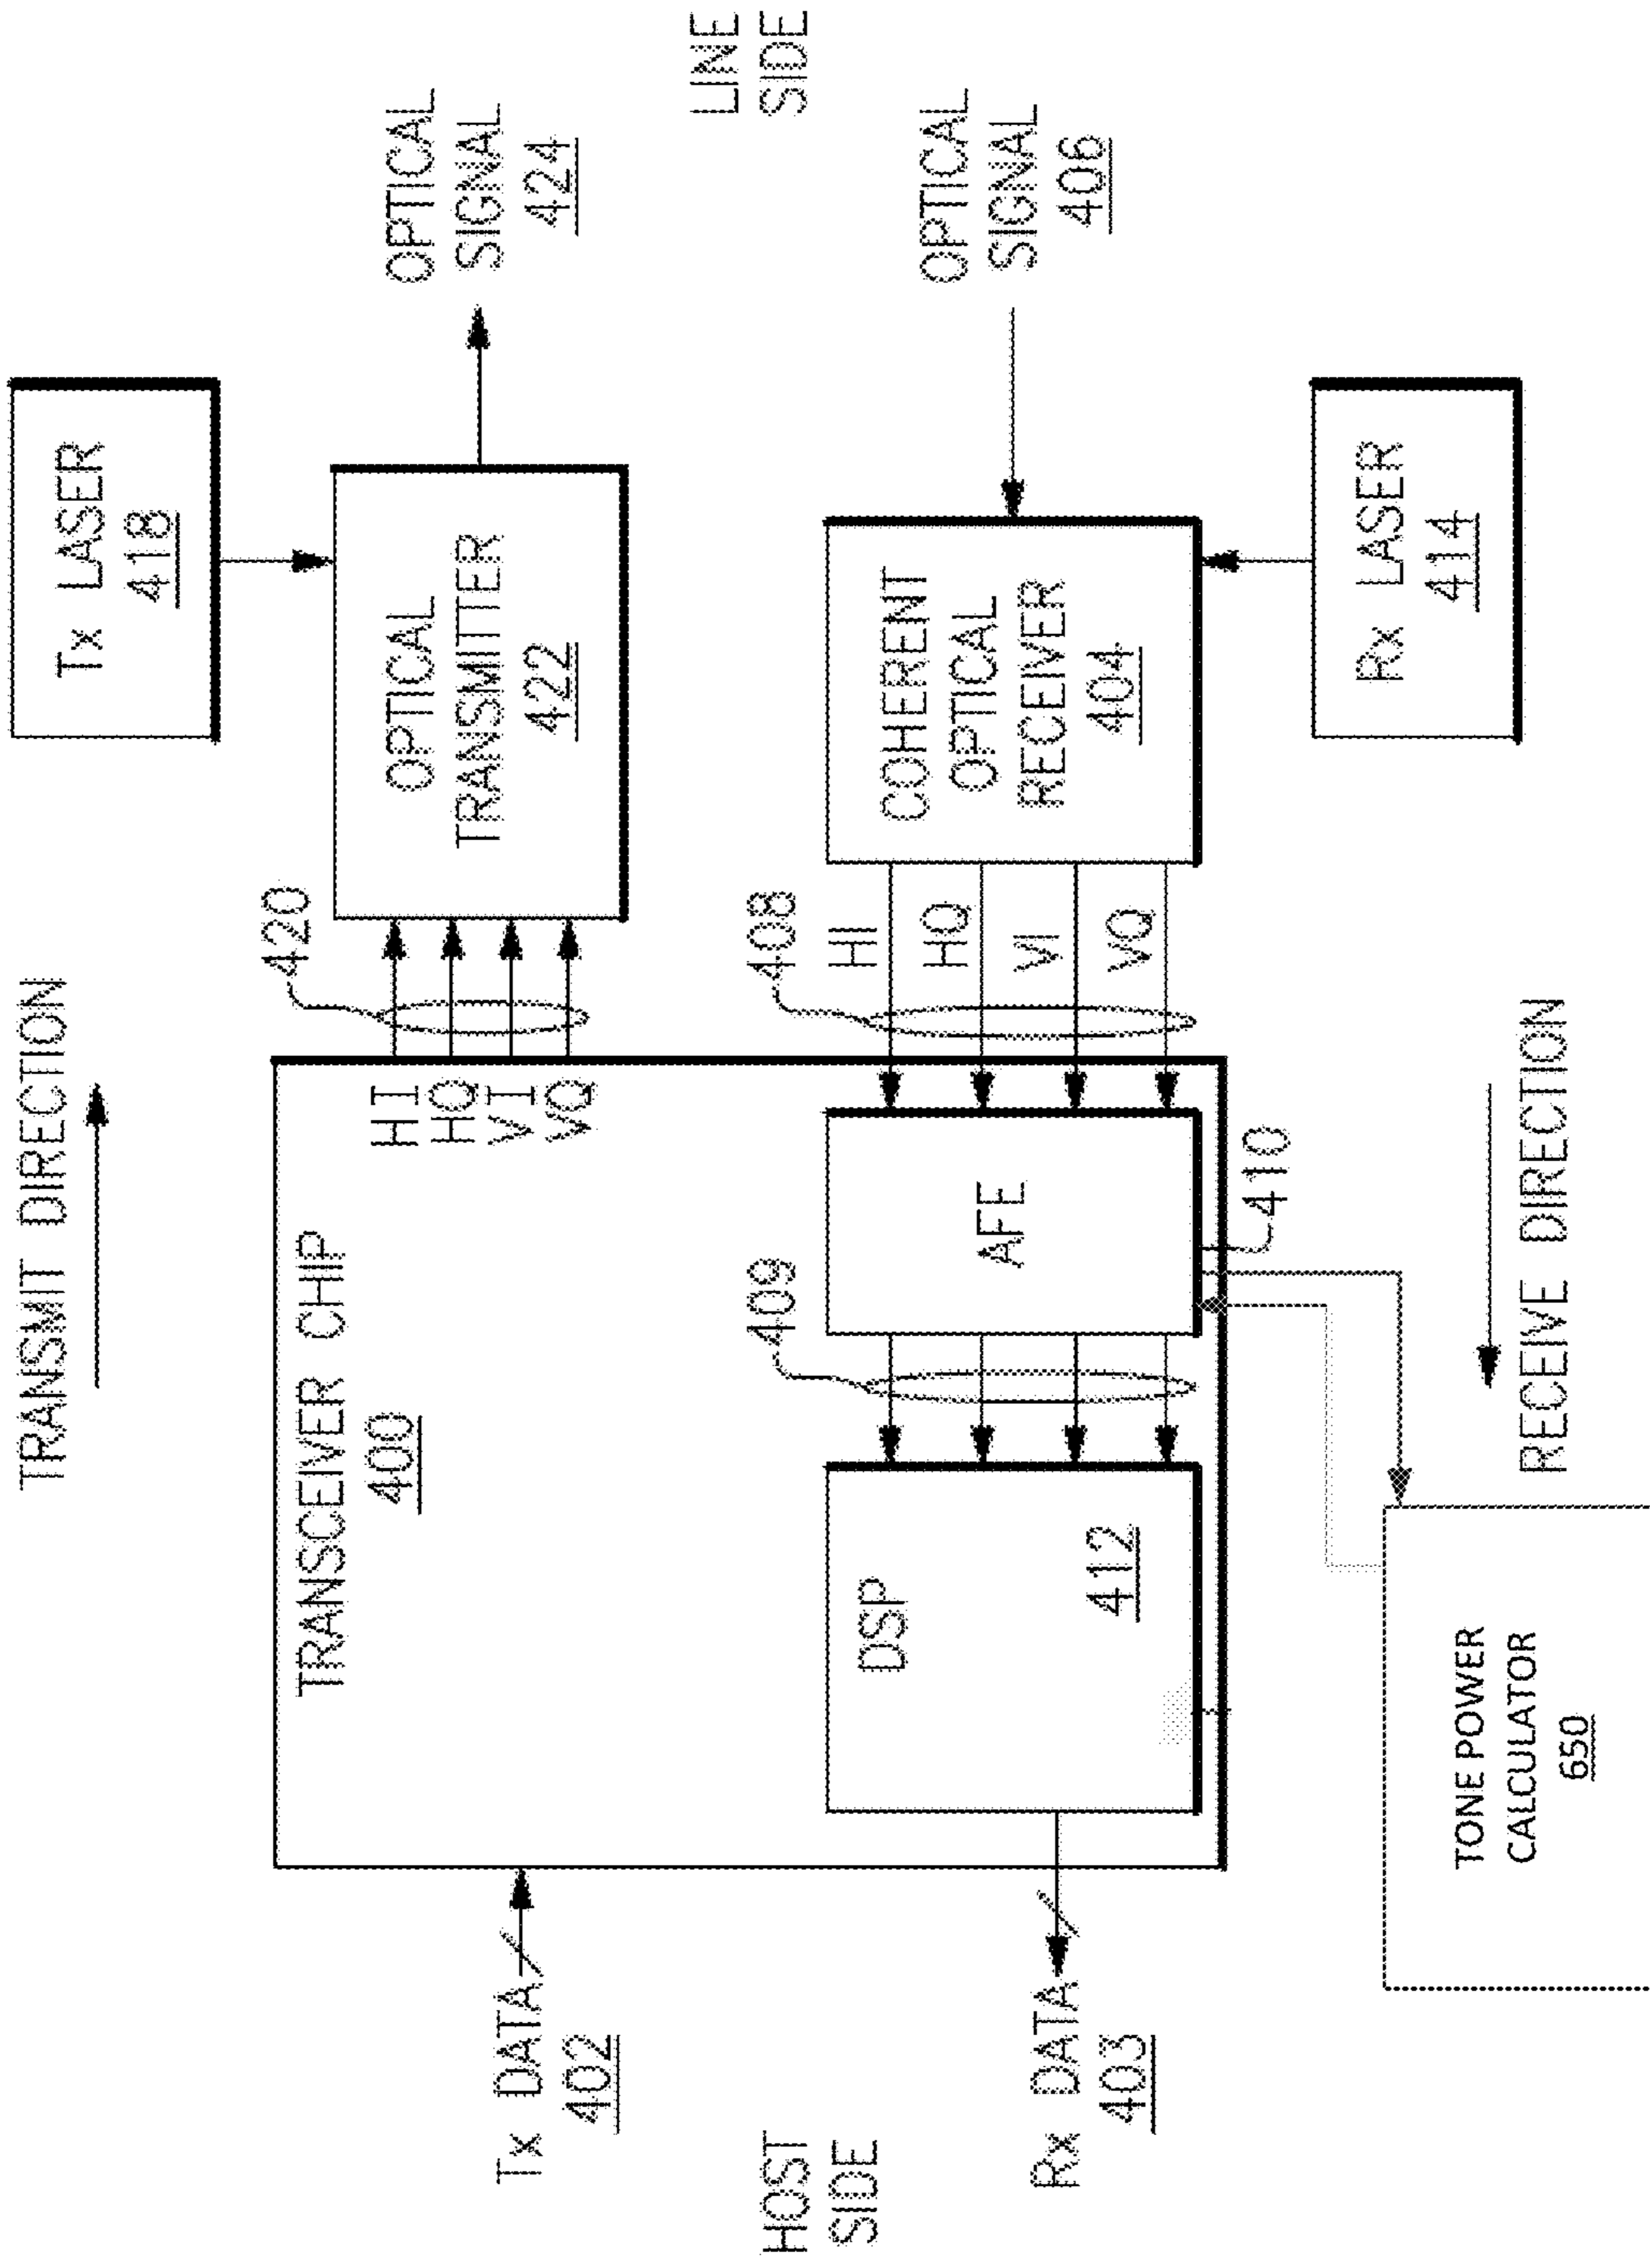 TRANSMIT DIRECTION
Tx LASER
418
TRANSCEIVER CHIP
400
HI
HQ
VI
VQ
420
OPTICAL
TRANSMITTER
422
OPTICAL
SIGNAL
424
Tx DATA
402
HOST
SIDE
LINE
SIDE
Rx DATA
403
DSP
412
409
AFE
410
408
HI
HQ
VI
VQ
COHERENT
OPTICAL
RECEIVER
404
OPTICAL
SIGNAL
406
Rx LASER
414
RECEIVE DIRECTION
TONE POWER
CALCULATOR
650